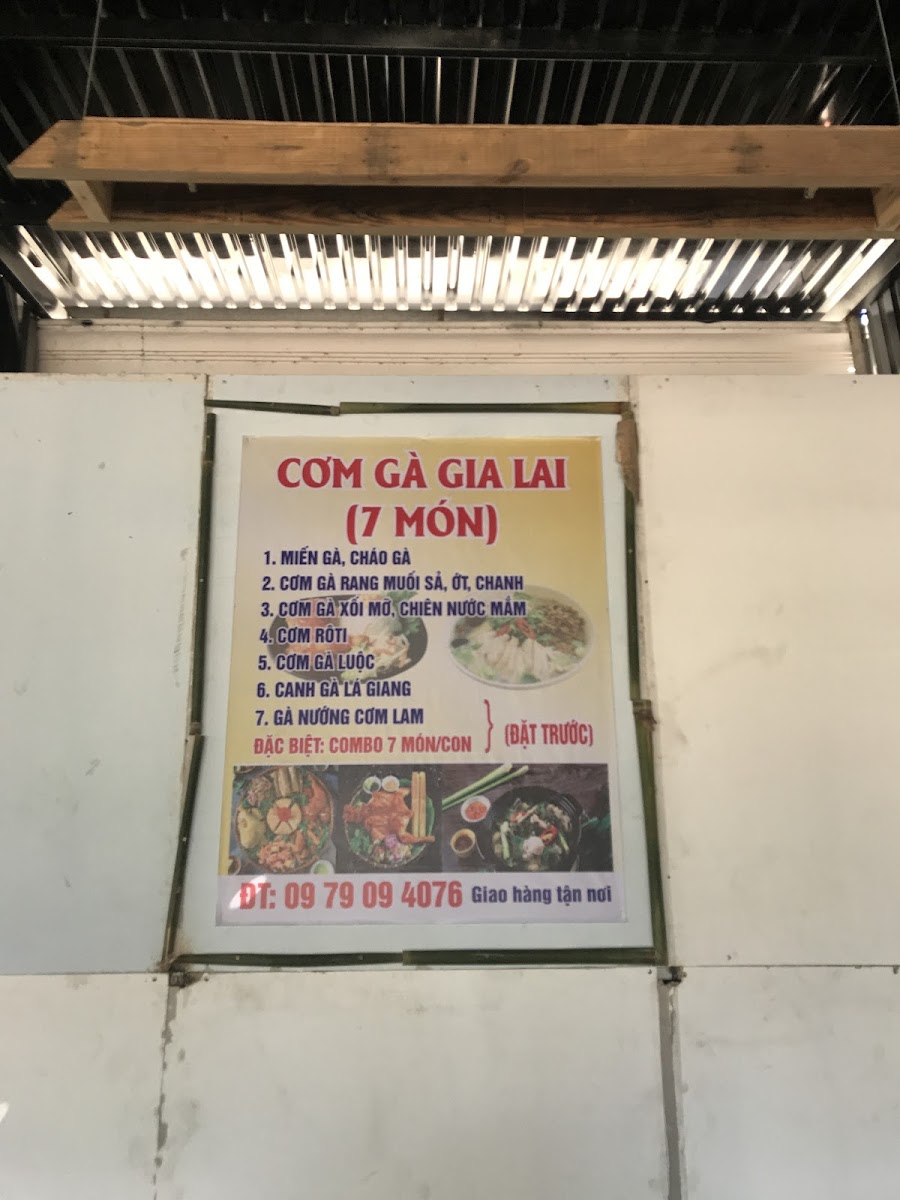 CƠM GÀ GIA LAI
(7 MÓN)
1. MIẾN GÀ, CHÁO GÀ
2. CƠM GÀ RANG MUỐI SẢ, ỚT, CHANH
3. CƠM GÀ XỐI MỠ, CHIÊN NƯỚC MẮM
4. CƠM RÔTI
5. CƠM GÀ LUỘC
6. CANH GÀ LÁ GIANG
7. GÀ NƯỚNG CƠM LAM
ĐẶC BIỆT: COMBO 7 MÓN/CON
(ĐẶT TRƯỚC)
ĐT: 09 79 09 4076 Giao hàng tận nơi